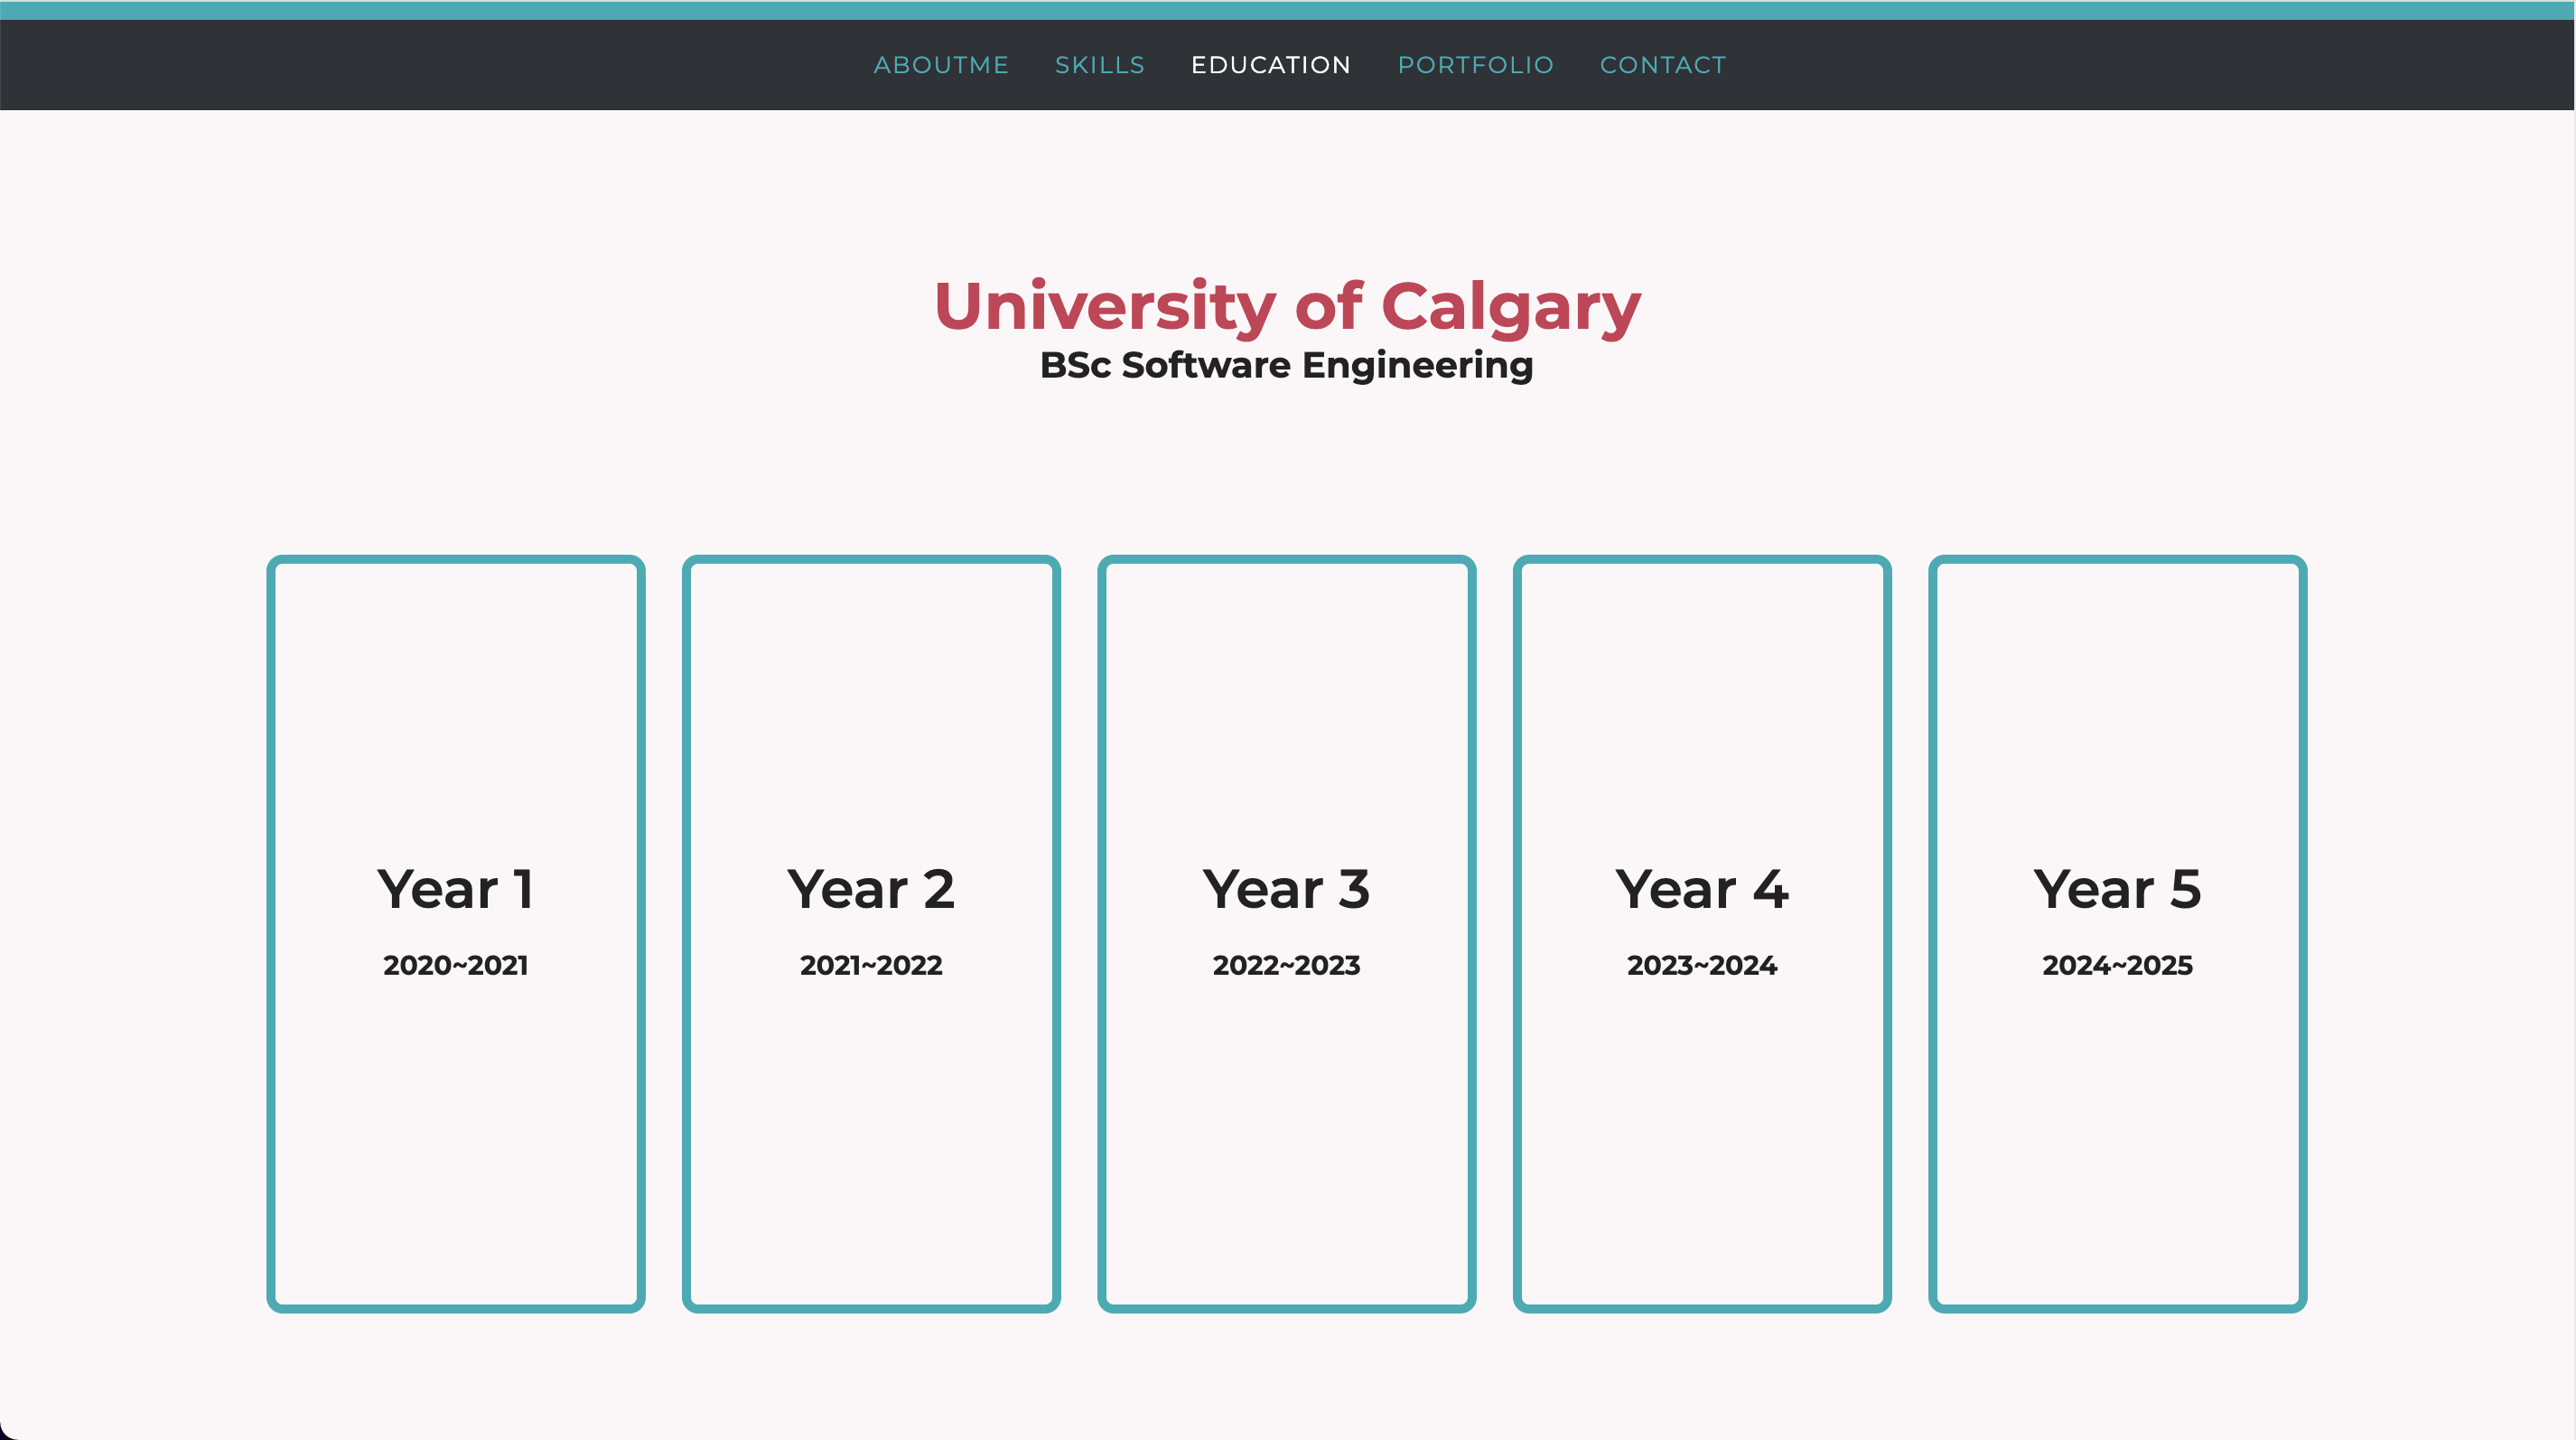 ABOUTME SKILLS EDUCATION PORTFOLIO CONTACT
University of Calgary
BSc Software Engineering
Year 1
2020~2021
Year 2
2021~2022
Year 3
2022~2023
Year 4
2023~2024
Year 5
2024~2025